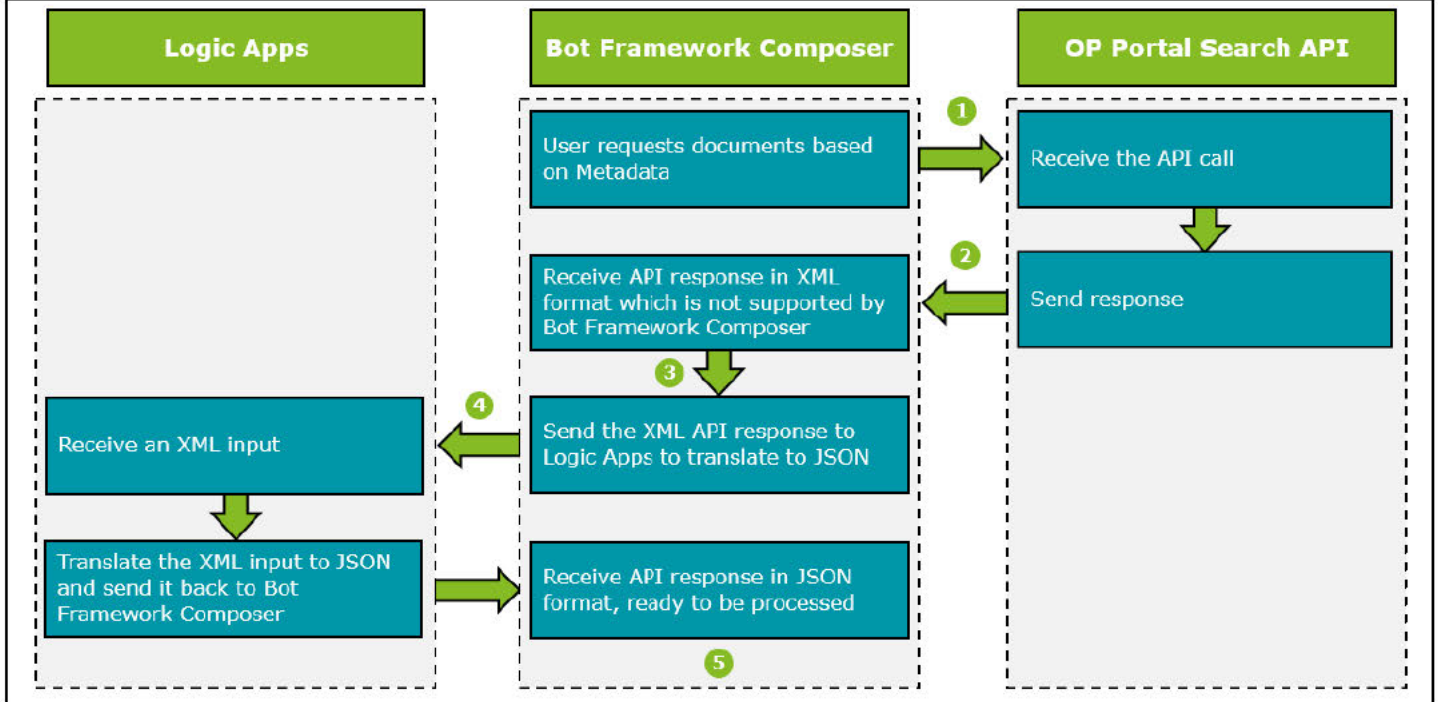 Logic Apps
Bot Framework Composer
OP Portal Search API
1
User requests documents based
on Metadata
Receive the API call
2
Receive API response in XML
format which is not supported by
Bot Framework Composer
Send response
3
4
Receive an XML input
Send the XML API response to
Logic Apps to translate to JSON
Translate the XML input to JSON
and send it back to Bot
Framework Composer
Receive API response in JSON
format, ready to be processed
5